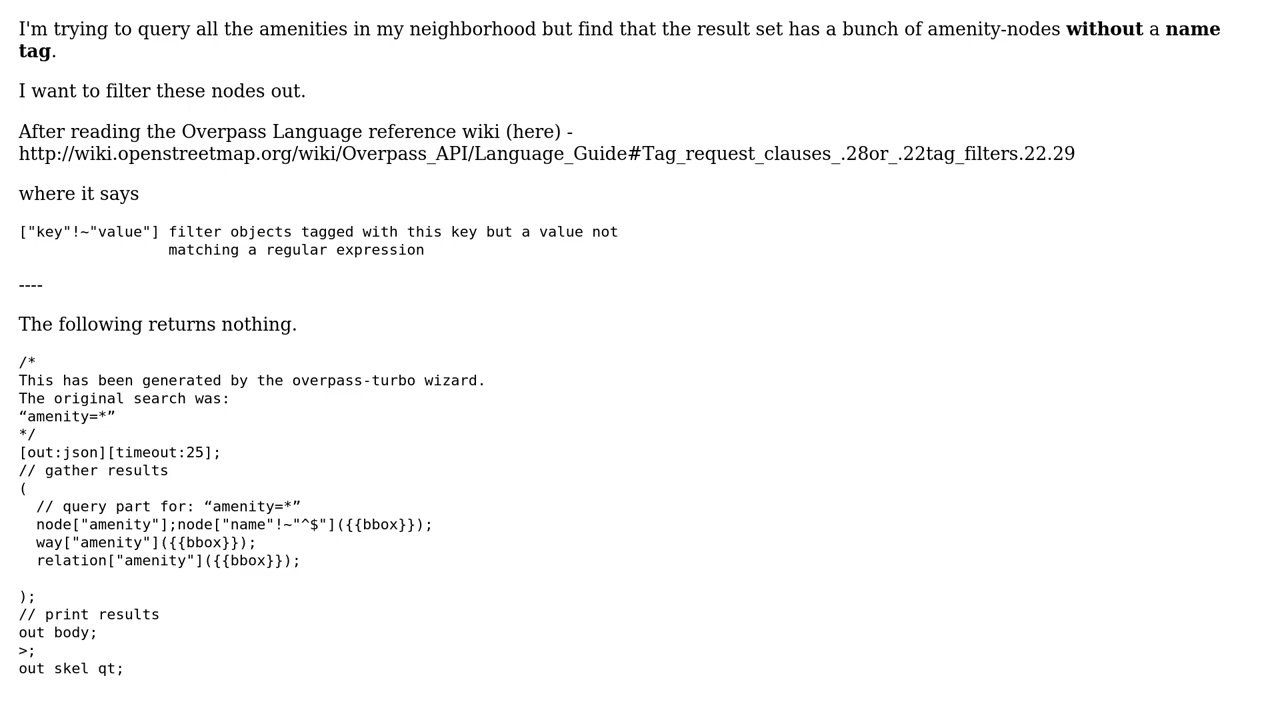 I'm trying to query all the amenities in my neighborhood but find that the result set has a bunch of amenity-nodes without a name
tag.
I want to filter these nodes out.
After reading the Overpass Language reference wiki (here) -
http://wiki.openstreetmap.org/wiki/Overpass_API/Language_Guide#Tag_request_clauses_.28or_.22tag_filters.22.29
where it says
["key"!~"value"] filter objects tagged with this key but a value not
                 matching a regular expression
----
The following returns nothing.
/*
This has been generated by the overpass-turbo wizard.
The original search was:
“amenity=*”
*/
[out:json][timeout:25];
// gather results
(
  // query part for: “amenity=*”
  node["amenity"];node["name"!~"^$"]({{bbox}});
  way["amenity"]({{bbox}});
  relation["amenity"]({{bbox}});
);
// print results
out body;
>;
out skel qt;